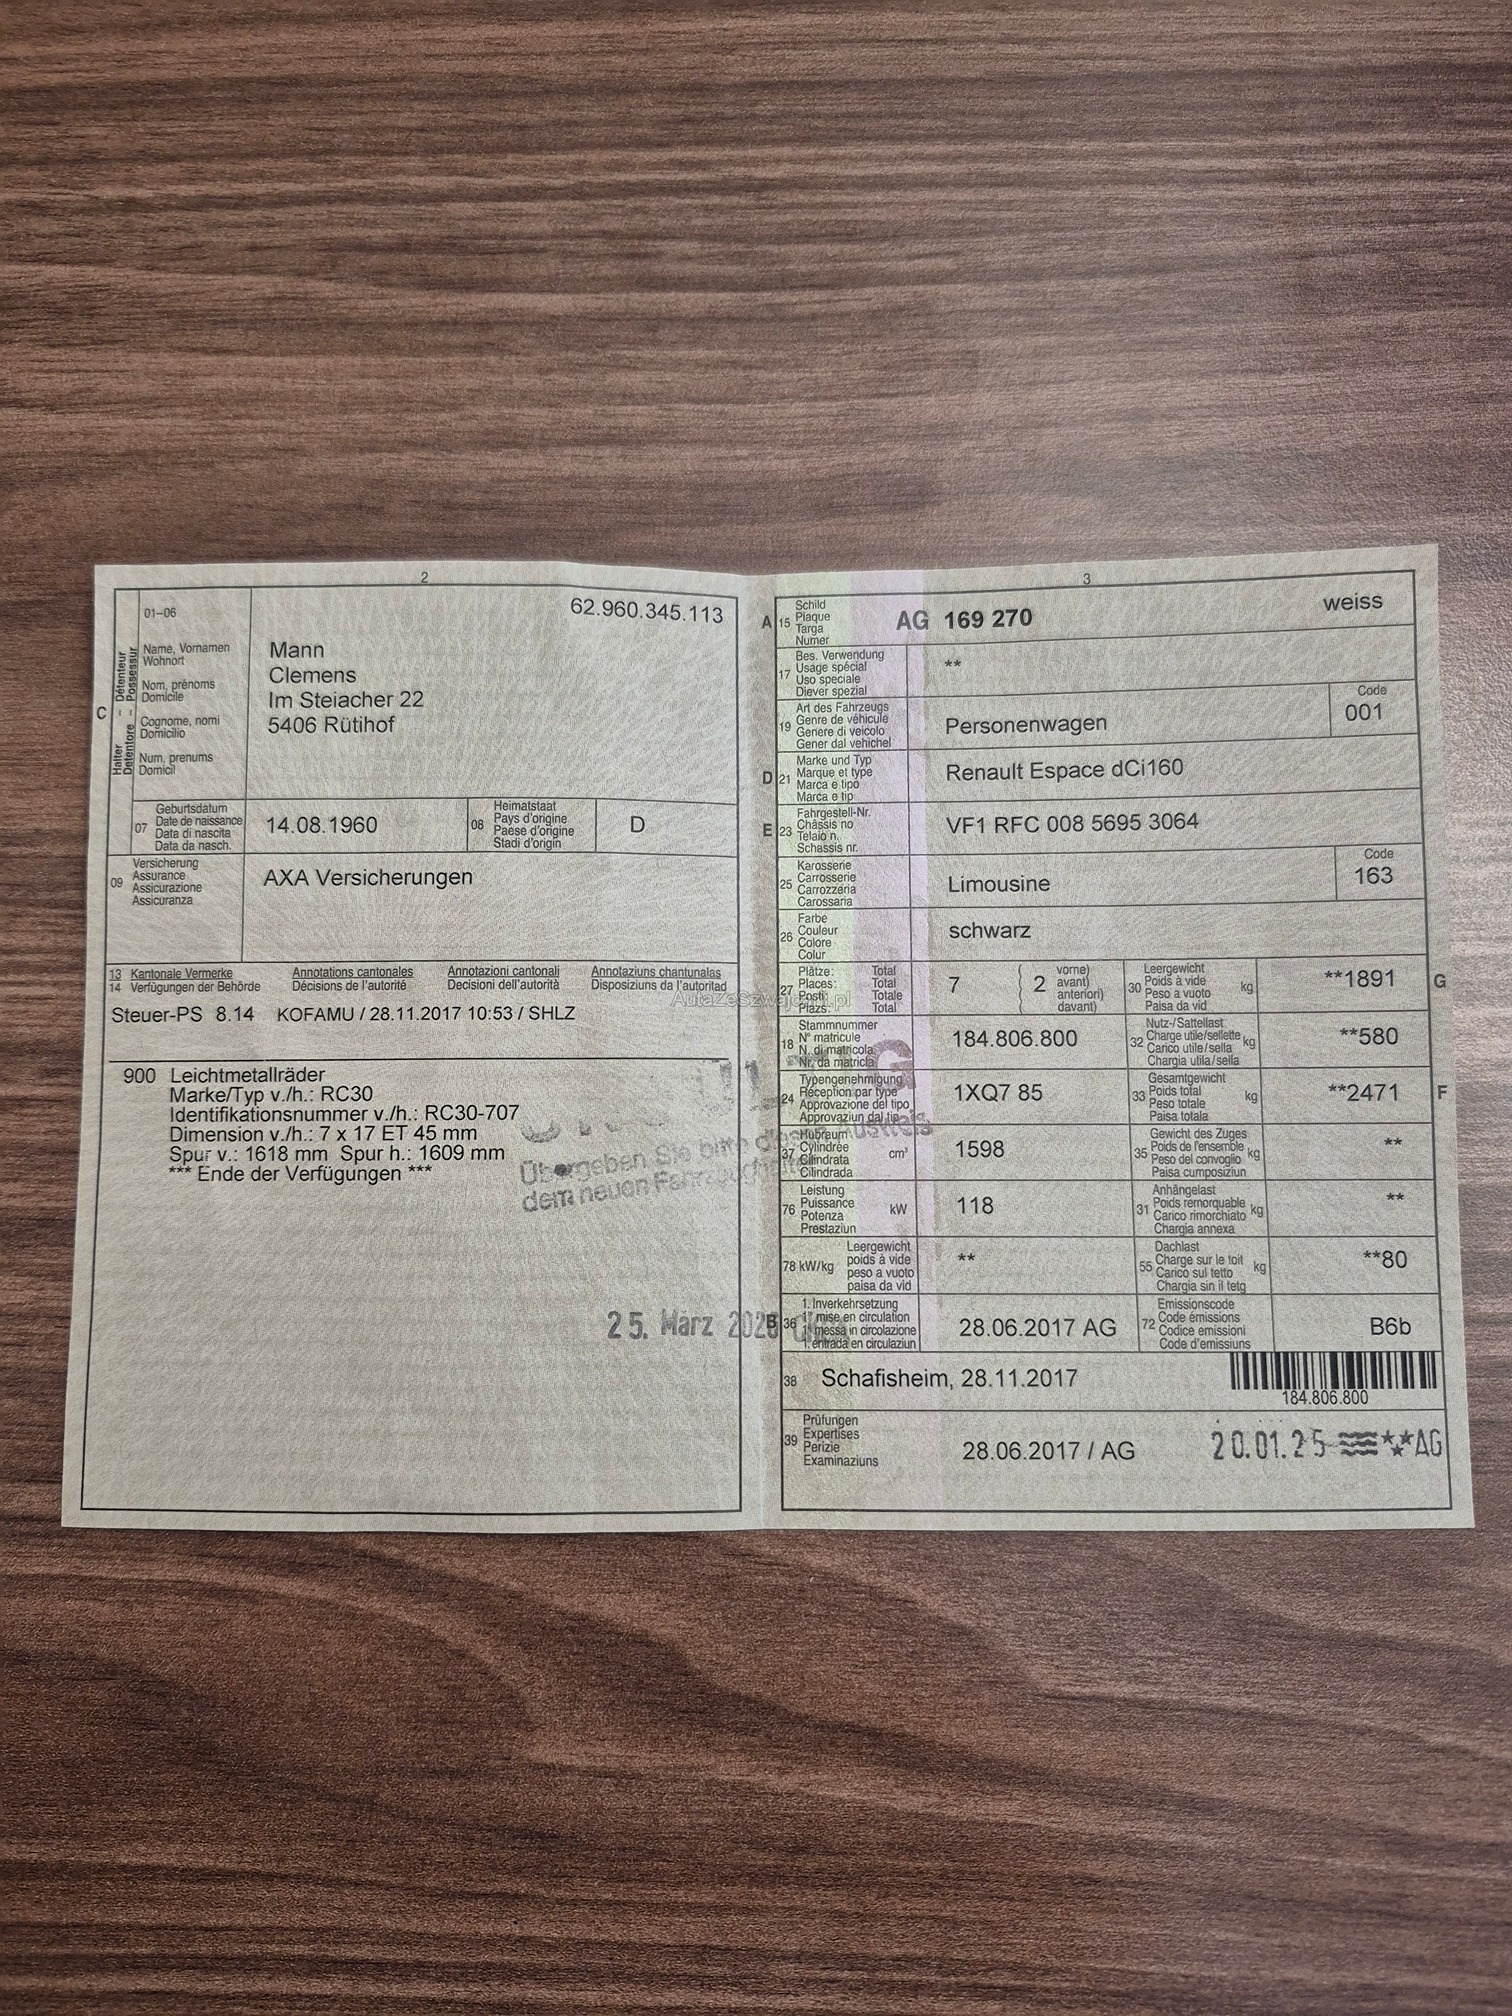 2
01–06
62.960.345.113
Halter – Détenteur
Detentore – Possessur
C
Name, Vornamen
Wohnort
Nom, prénoms
Domicile
Cognome, nomi
Domicilio
Num, prenums
Domicil
Mann
Clemens
Im Steiacher 22
5406 Rütihof
07
Geburtsdatum
Date de naissance
Data di nascita
Data da nasch.
14.08.1960
08
Heimatstaat
Pays d'origine
Paese d'origine
Stadi d'origin
D
09
Versicherung
Assurance
Assicurazione
Assicuranza
AXA Versicherungen
13 Kantonale Vermerke Annotations cantonales Annotazioni cantonali Annotaziuns chantunalas
14 Verfügungen der Behörde Décisions de l'autorité Decisioni dell'autorità Disposiziuns da l'autoritad
AutaZeSzwajcarii.pl
Steuer-PS 8.14 KOFAMU / 28.11.2017 10:53 / SHLZ
900 Leichtmetallräder
Marke/Typ v./h.: RC30
Identifikationsnummer v./h.: RC30-707
Dimension v./h.: 7 x 17 ET 45 mm
Spur v.: 1618 mm Spur h.: 1609 mm
*** Ende der Verfügungen ***
Übergeben Sie bitte diesen Ausweis
dem neuen
25. März
3
A
15
Schild
Plaque
Targa
Numer
AG 169 270
weiss
17
Bes. Verwendung
Usage spécial
Uso speciale
Diever spezial
**
19
Art des Fahrzeugs
Genre de véhicule
Genere di veicolo
Gener dal vehichel
Personenwagen
Code
001
D
21
Marke und Typ
Marque et type
Marca e tipo
Marca e tip
Renault Espace dCi160
E
23
Fahrgestell-Nr.
Châssis no
Telaio n.
Schassis nr.
VF1 RFC 008 5695 3064
25
Karosserie
Carrosserie
Carrozzeria
Carossaria
Limousine
Code
163
26
Farbe
Couleur
Colore
Colur
schwarz
27
Plätze: Total
Places: Total
Posti: Totale
Plazs: Total
7
2
vorne)
avant)
anteriori)
davant)
30
Leergewicht
Poids à vide
Peso a vuoto
Paisa da vid
kg
**1891
G
18
Stammnummer
N° matricule
N. di matricola
Nr. da matricla
184.806.800
32
Nutz-/Sattellast
Charge utile/sellette
Carico utile/sella
Chargia utila/sella
kg
**580
24
Typengenehmigung
Réception par type
Approvazione del tipo
Approvaziun dal tip
1XQ7 85
33
Gesamtgewicht
Poids total
Peso totale
Paisa totala
kg
**2471
F
37
Hubraum
Cylindrée
Cilindrata
Cilindrada
cm³
1598
35
Gewicht des Zuges
Poids de l'ensemble
Peso del convoglio
Paisa cumposiziun
kg
**
76
Leistung
Puissance
Potenza
Prestaziun
kW
118
31
Anhängelast
Poids remorquable
Carico rimorchiato
Chargia annexa
kg
**
78 kW/kg
Leergewicht
poids à vide
peso a vuoto
paisa da vid
**
55
Dachlast
Charge sur le toit
Carico sul tetto
Chargia sin il tetg
kg
**80
B
36
1. Inverkehrsetzung
1. mise en circulation
1. messa in circolazione
1. entrada en circulaziun
28.06.2017 AG
72
Emissionscode
Code émissions
Codice emissioni
Code d'emissiuns
B6b
38
Schafisheim, 28.11.2017
184.806.800
39
Prüfungen
Expertises
Perizie
Examinaziuns
28.06.2017 / AG
20.01.25 AG